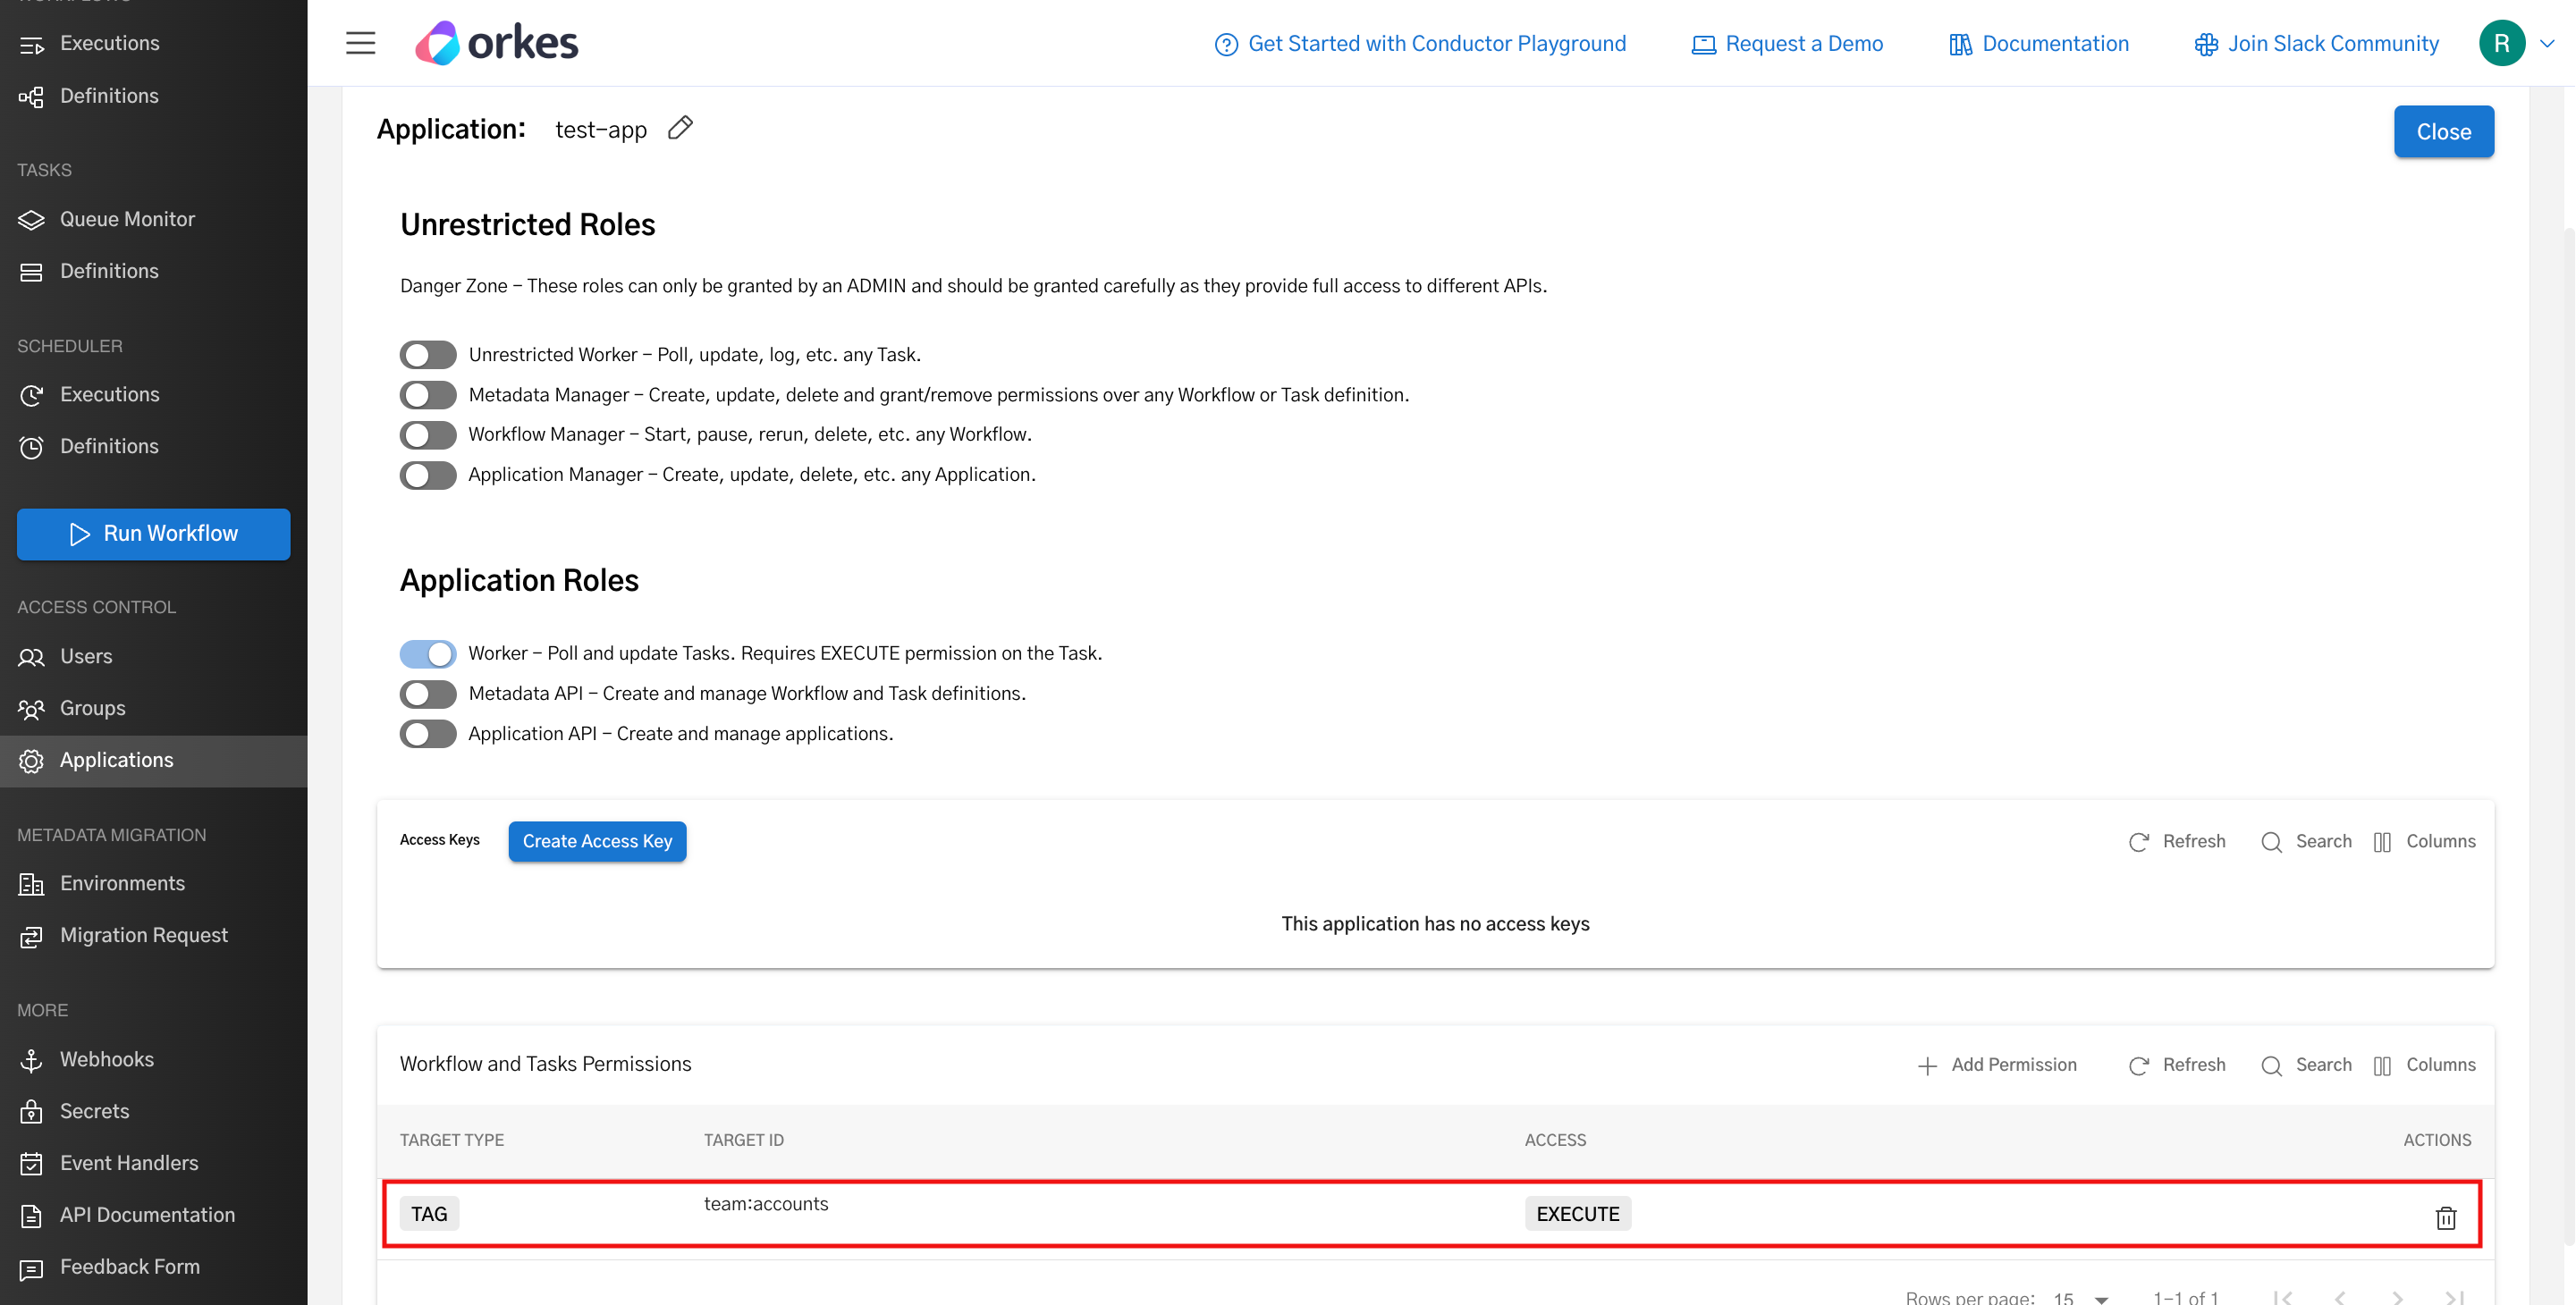 WORKFLOWS
Executions
Definitions
TASKS
Queue Monitor
Definitions
SCHEDULER
Executions
Definitions
Run Workflow
ACCESS CONTROL
Users
Groups
Applications
METADATA MIGRATION
Environments
Migration Request
MORE
Webhooks
Secrets
Event Handlers
API Documentation
Feedback Form
orkes
Get Started with Conductor Playground
Request a Demo
Documentation
Join Slack Community
R
Application: test-app
Close
Unrestricted Roles
Danger Zone – These roles can only be granted by an ADMIN and should be granted carefully as they provide full access to different APIs.
Unrestricted Worker – Poll, update, log, etc. any Task.
Metadata Manager – Create, update, delete and grant/remove permissions over any Workflow or Task definition.
Workflow Manager – Start, pause, rerun, delete, etc. any Workflow.
Application Manager – Create, update, delete, etc. any Application.
Application Roles
Worker – Poll and update Tasks. Requires EXECUTE permission on the Task.
Metadata API – Create and manage Workflow and Task definitions.
Application API – Create and manage applications.
Access Keys Create Access Key Refresh Search Columns
This application has no access keys
Workflow and Tasks Permissions Add Permission Refresh Search Columns
TARGET TYPE TARGET ID ACCESS ACTIONS
TAG team:accounts EXECUTE
Rows per page: 15 1–1 of 1